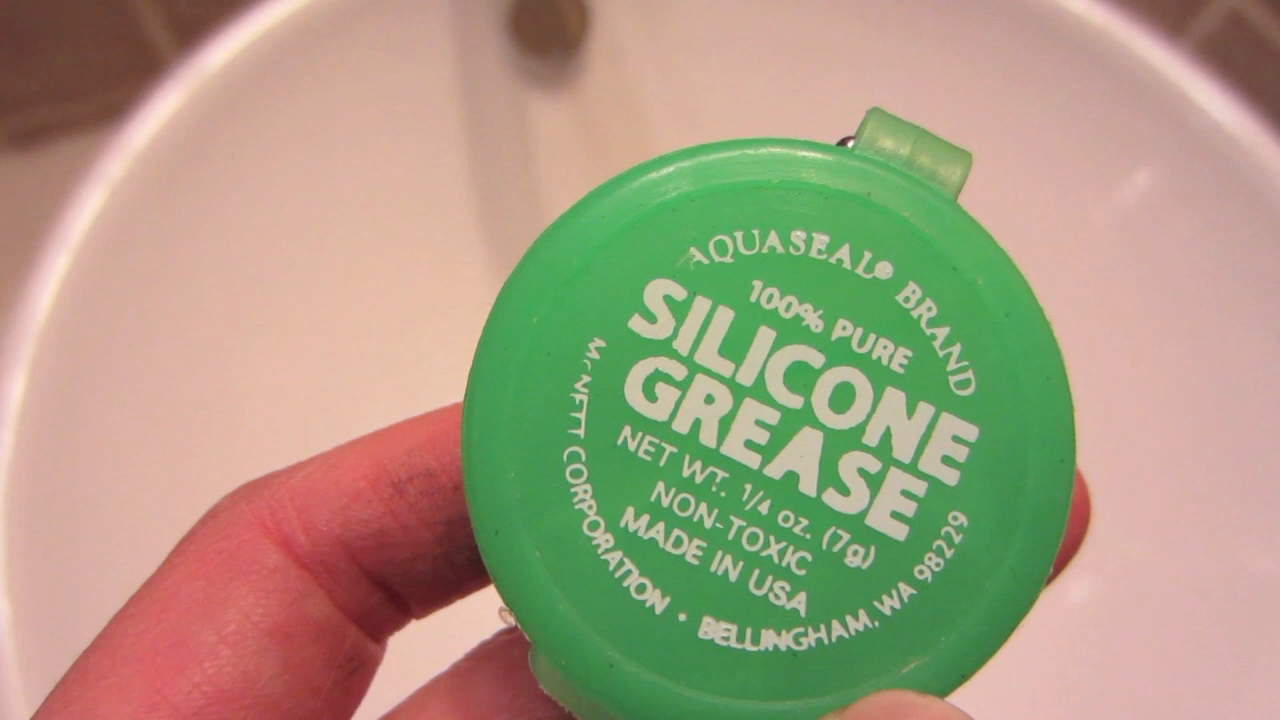 AQUASEAL® BRAND
100% PURE
SILICONE
GREASE
NET WT. 1/4 oz. (7g)
NON-TOXIC
MADE IN USA
McNETT CORPORATION • BELLINGHAM, WA 98229